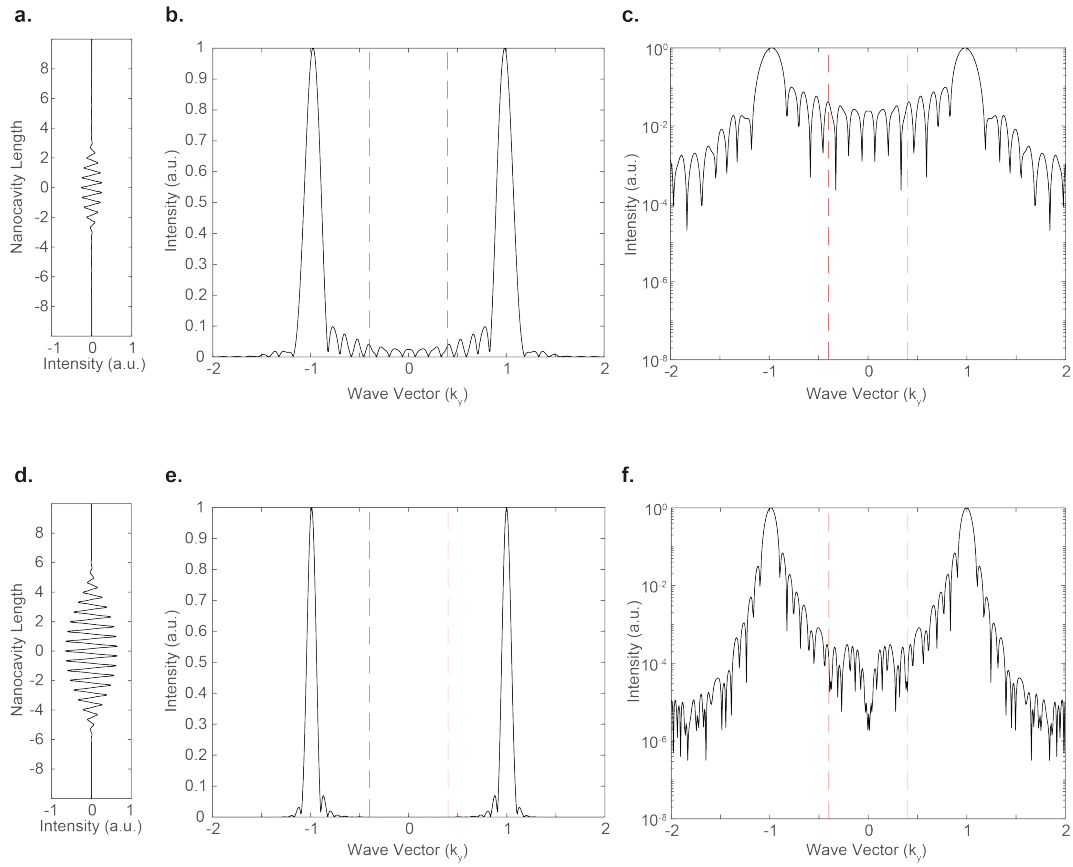 a.
b.
c.
Nanocavity Length
8
6
4
2
0
-2
-4
-6
-8
-1 0 1
Intensity (a.u.)
Intensity (a.u.)
1
0.9
0.8
0.7
0.6
0.5
0.4
0.3
0.2
0.1
0
-2 -1 0 1 2
Wave Vector (ky)
Intensity (a.u.)
10^0
10^-2
10^-4
10^-6
10^-8
-2 -1 0 1 2
Wave Vector (ky)
d.
e.
f.
Nanocavity Length
8
6
4
2
0
-2
-4
-6
-8
-1 0 1
Intensity (a.u.)
Intensity (a.u.)
1
0.9
0.8
0.7
0.6
0.5
0.4
0.3
0.2
0.1
0
-2 -1 0 1 2
Wave Vector (ky)
Intensity (a.u.)
10^0
10^-2
10^-4
10^-6
10^-8
-2 -1 0 1 2
Wave Vector (ky)